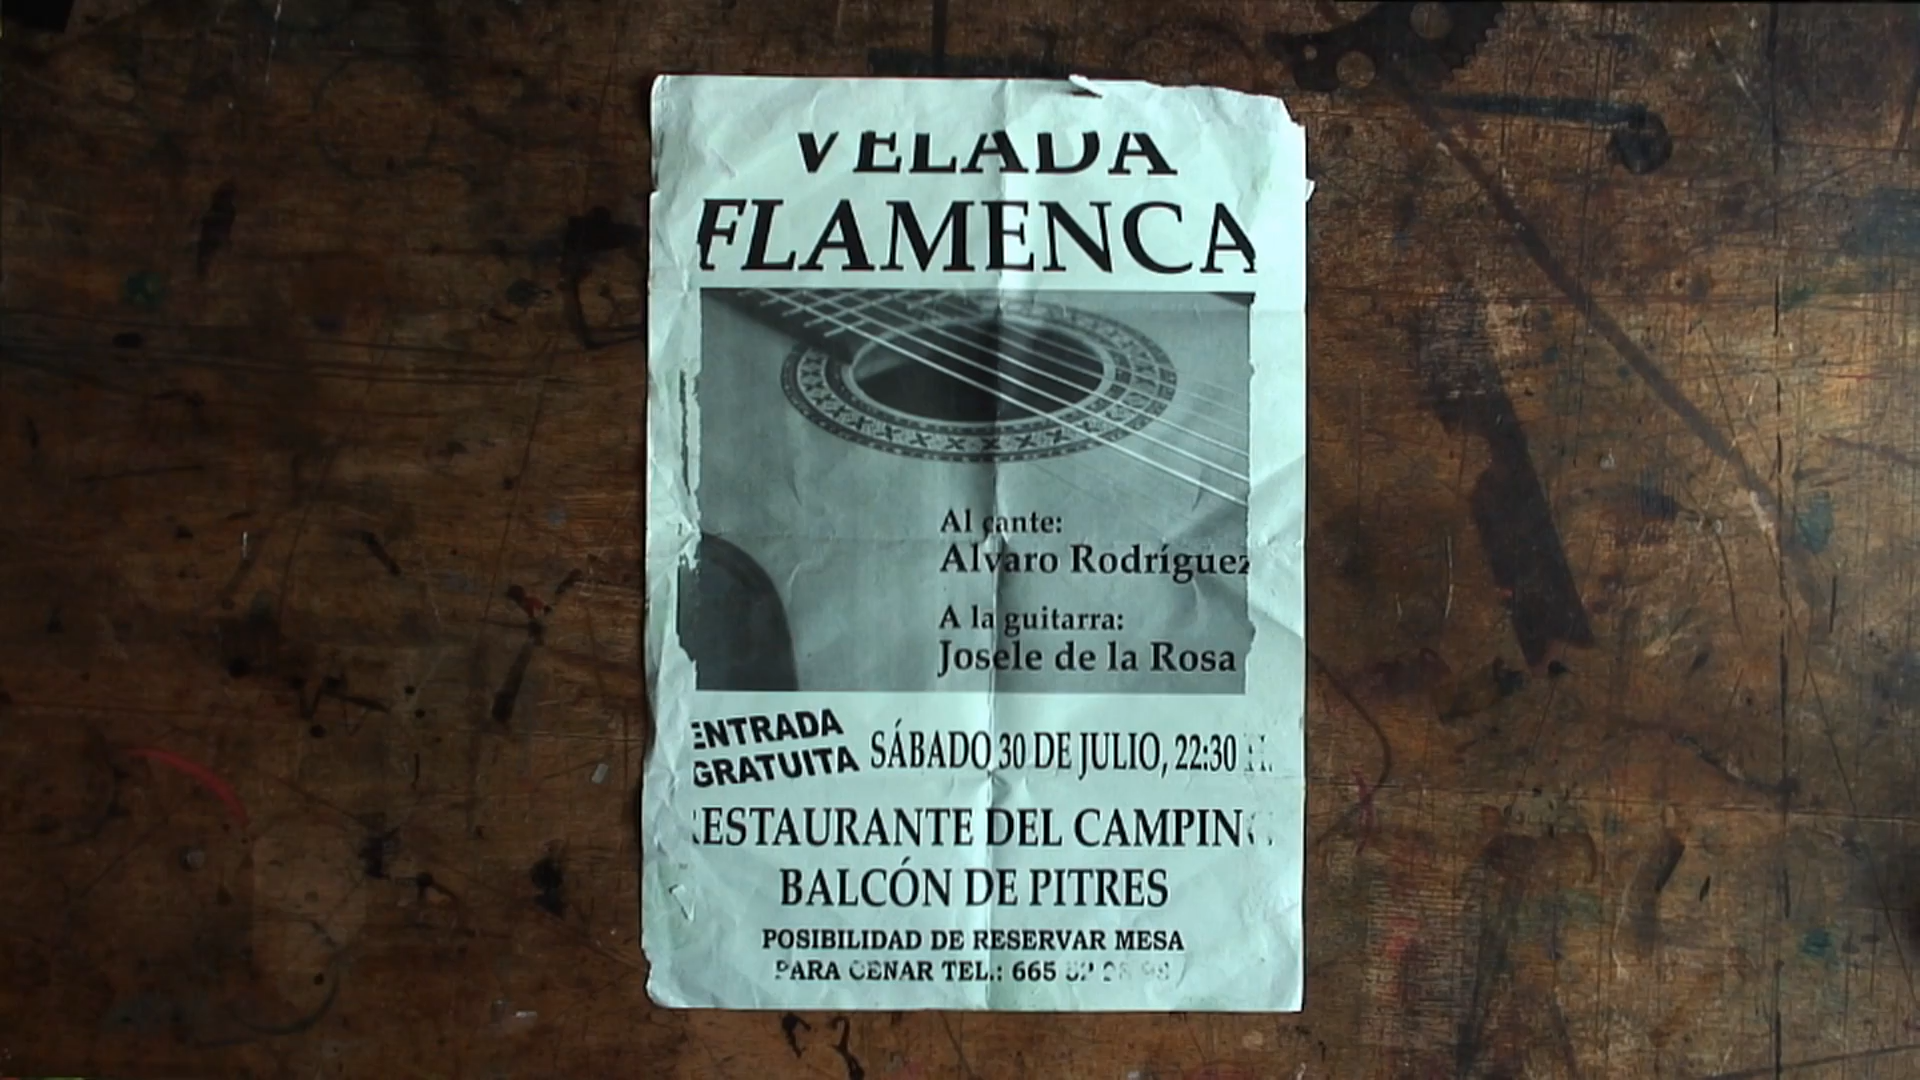 VELADA
FLAMENCA
Al cante:
Alvaro Rodríguez
A la guitarra:
Josele de la Rosa
ENTRADA
GRATUITA
SÁBADO 30 DE JULIO, 22:30 H.
RESTAURANTE DEL CAMPING
BALCÓN DE PITRES
POSIBILIDAD DE RESERVAR MESA
PARA CENAR TEL.: 665